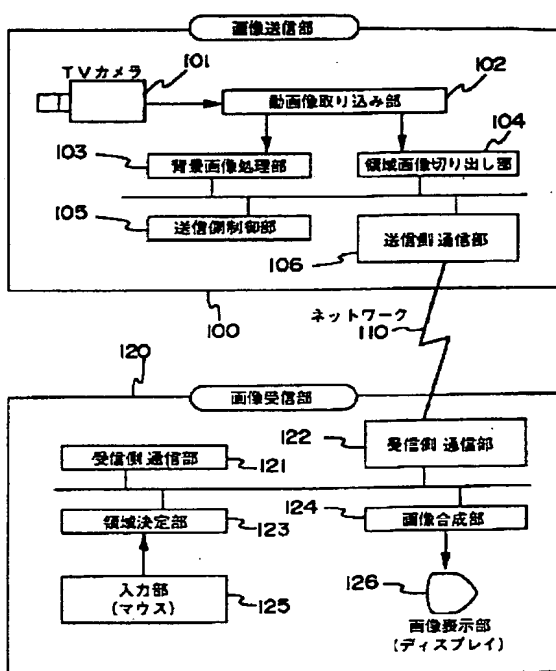 画像送信部
TVカメラ
101
102
動画像取り込み部
104
103
背景画像処理部
領域画像切り出し部
105
送信側制御部
送信側通信部
106
100
ネットワーク
110
120
画像受信部
122
受信側通信部
121
受信側通信部
124
領域決定部
123
画像合成部
入力部
(マウス)
125
126
画像表示部
(ディスプレイ)